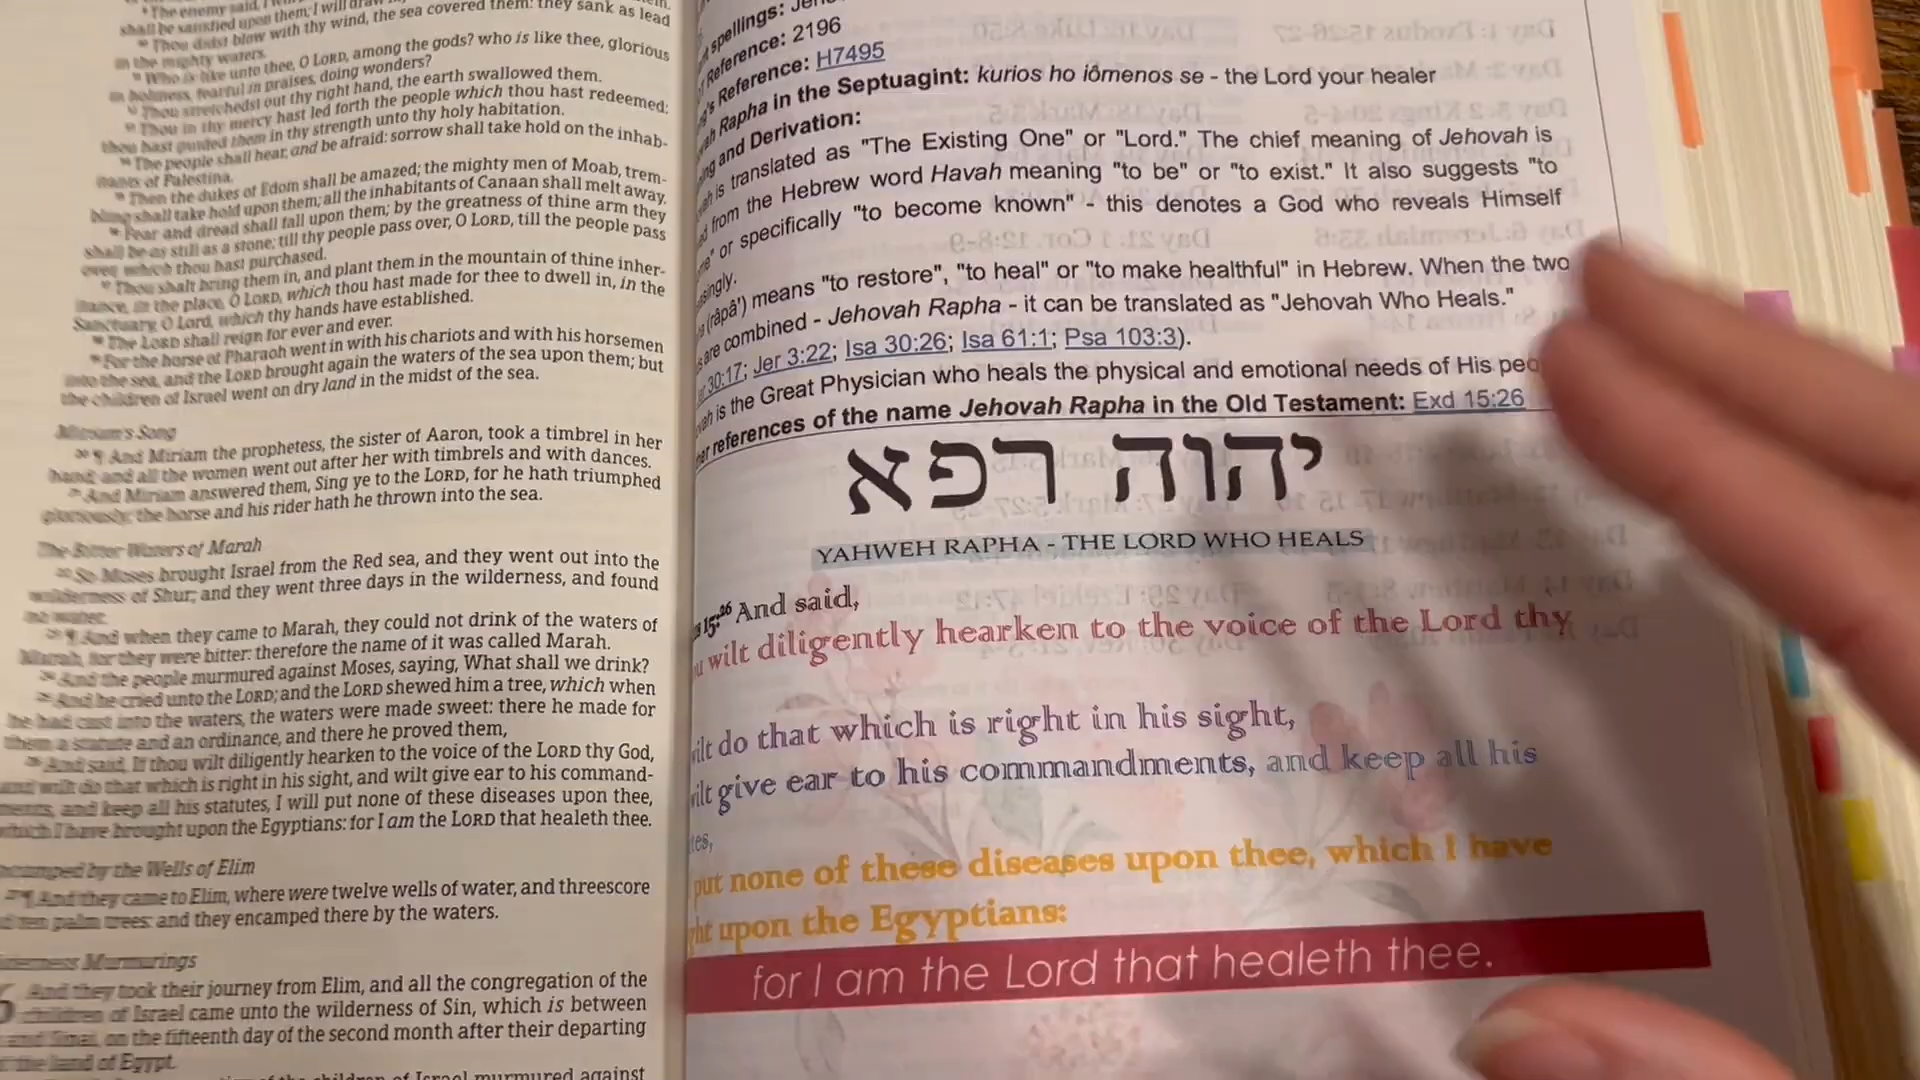 The enemy said, I will
shall be satisfied upon them; I will draw
Thou didst blow with thy wind, the sea covered them: they sank as lead
in the mighty waters.
Who is like unto thee, O LORD, among the gods? who is like thee, glorious
in holiness, fearful in praises, doing wonders?
Thou stretchedst out thy right hand, the earth swallowed them.
Thou in thy mercy hast led forth the people which thou hast redeemed:
thou hast guided them in thy strength unto thy holy habitation.
The people shall hear, and be afraid: sorrow shall take hold on the inhab-
itants of Palestina.
Then the dukes of Edom shall be amazed; the mighty men of Moab, trem-
bling shall take hold upon them; all the inhabitants of Canaan shall melt away.
Fear and dread shall fall upon them; by the greatness of thine arm they
shall be as still as a stone; till thy people pass over, O LORD, till the people pass
over, which thou hast purchased.
Thou shalt bring them in, and plant them in the mountain of thine inher-
itance, in the place, O LORD, which thou hast made for thee to dwell in, in the
Sanctuary, O Lord, which thy hands have established.
The LORD shall reign for ever and ever.
For the horse of Pharaoh went in with his chariots and with his horsemen
into the sea, and the LORD brought again the waters of the sea upon them; but
the children of Israel went on dry land in the midst of the sea.
Miriam's Song
20 ¶ And Miriam the prophetess, the sister of Aaron, took a timbrel in her
hand; and all the women went out after her with timbrels and with dances.
And Miriam answered them, Sing ye to the LORD, for he hath triumphed
gloriously; the horse and his rider hath he thrown into the sea.
The Bitter Waters of Marah
So Moses brought Israel from the Red sea, and they went out into the
wilderness of Shur; and they went three days in the wilderness, and found
no water.
¶ And when they came to Marah, they could not drink of the waters of
Marah, for they were bitter: therefore the name of it was called Marah.
And the people murmured against Moses, saying, What shall we drink?
And he cried unto the LORD; and the LORD shewed him a tree, which when
he had cast into the waters, the waters were made sweet: there he made for
them a statute and an ordinance, and there he proved them,
And said, If thou wilt diligently hearken to the voice of the LORD thy God,
and wilt do that which is right in his sight, and wilt give ear to his command-
ments, and keep all his statutes, I will put none of these diseases upon thee,
which I have brought upon the Egyptians: for I am the LORD that healeth thee.
by the Wells of Elim
¶ And they came to Elim, where were twelve wells of water, and threescore
and ten palm trees: and they encamped there by the waters.
Murmurings
And they took their journey from Elim, and all the congregation of the
children of Israel came unto the wilderness of Sin, which is between
and Sinai, on the fifteenth day of the second month after their departing
the land of Egypt.
of Israel murmured against
spellings:
Reference: 2196
Reference: H7495
Rapha in the Septuagint: kurios ho iômenos se - the Lord your healer
and Derivation:
is translated as "The Existing One" or "Lord." The chief meaning of Jehovah is
from the Hebrew word Havah meaning "to be" or "to exist." It also suggests "to
or specifically "to become known" - this denotes a God who reveals Himself
(râpâ') means "to restore", "to heal" or "to make healthful" in Hebrew. When the two
are combined - Jehovah Rapha - it can be translated as "Jehovah Who Heals."
30:17; Jer 3:22; Isa 30:26; Isa 61:1; Psa 103:3).
is the Great Physician who heals the physical and emotional needs of His
references of the name Jehovah Rapha in the Old Testament: Exd 15:26
יהוה רפא
YAHWEH RAPHA - THE LORD WHO HEALS
15:26 And said,
wilt diligently hearken to the voice of the Lord thy
do that which is right in his sight,
give ear to his commandments, and keep all his
put none of these diseases upon thee, which I have
upon the Egyptians:
for I am the Lord that healeth thee.